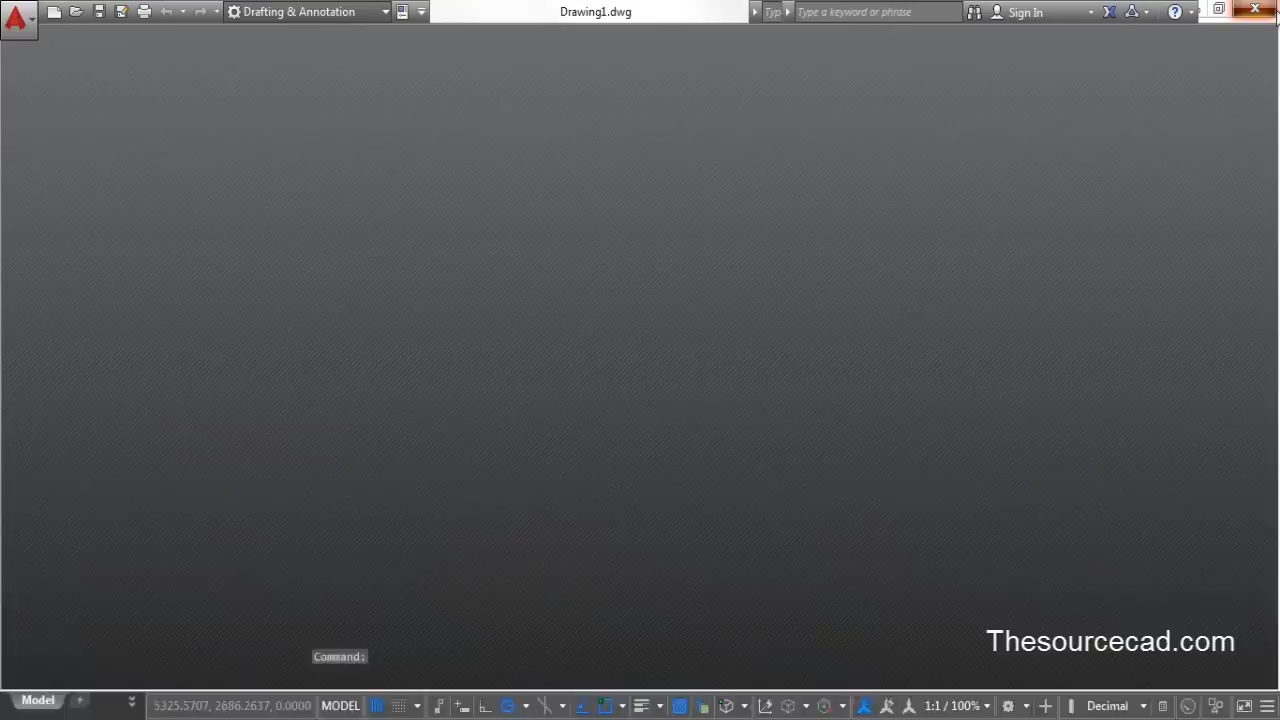 Drafting & Annotation
Drawing1.dwg
Typ
Type a keyword or phrase
Sign In
Thesourcecad.com
Command:
Model
+
5325.5707, 2686.2637, 0.0000
MODEL
1:1 / 100%
Decimal